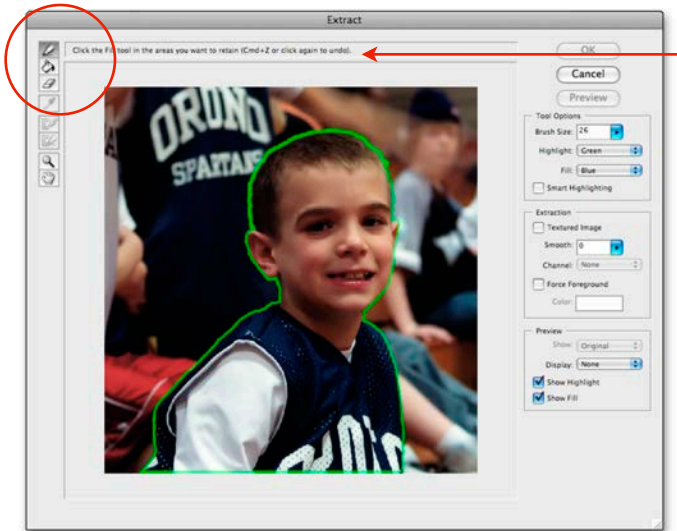 Extract
Click the Fill tool in the areas you want to retain (Cmd+Z or click again to undo).
OK
Cancel
Preview
Tool Options
Brush Size: 26
Highlight: Green
Fill: Blue
Smart Highlighting
Extraction
Textured Image
Smooth: 0
Channel: None
Force Foreground
Color:
Preview
Show: Original
Display: None
Show Highlight
Show Fill
ORONO
SPARTANS